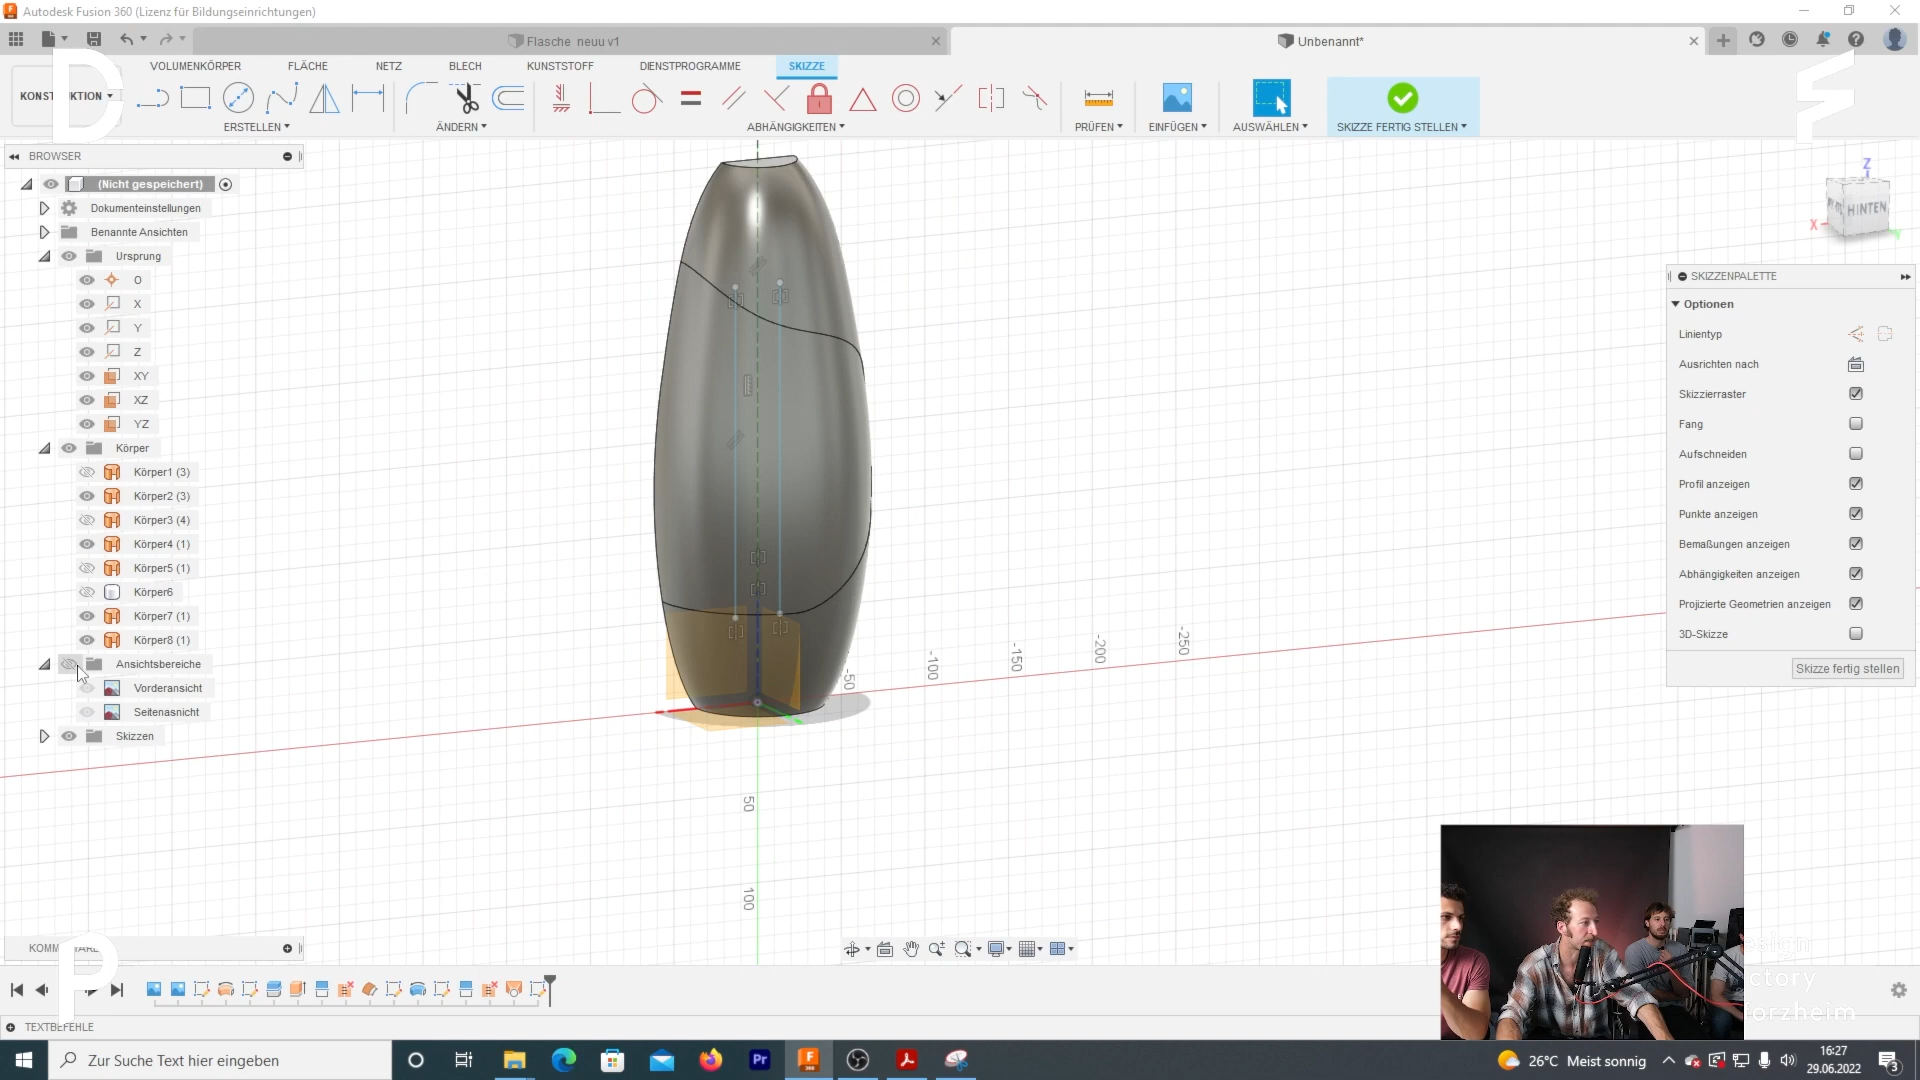 Autodesk Fusion 360 (Lizenz für Bildungseinrichtungen)
Flasche neuu v1
Unbenannt*
VOLUMENKÖRPER
FLÄCHE
NETZ
BLECH
KUNSTSTOFF
DIENSTPROGRAMME
SKIZZE
ERSTELLEN
ÄNDERN
ABHÄNGIGKEITEN
PRÜFEN
EINFÜGEN
AUSWÄHLEN
SKIZZE FERTIG STELLEN
D
BROWSER
(Nicht gespeichert)
Dokumenteinstellungen
Benannte Ansichten
Ursprung
O
X
Y
Z
XY
XZ
YZ
Körper
Körper1 (3)
Körper2 (3)
Körper3 (4)
Körper4 (1)
Körper5 (1)
Körper6
Körper7 (1)
Körper8 (1)
Ansichtsbereiche
Vorderansicht
Seitenasnicht
Skizzen
Z
X
HINTEN
SKIZZENPALETTE
Optionen
Linientyp
Ausrichten nach
Skizzierraster
Fang
Aufschneiden
Profil anzeigen
Punkte anzeigen
Bemaßungen anzeigen
Abhängigkeiten anzeigen
Projizierte Geometrien anzeigen
3D-Skizze
Skizze fertig stellen
-50
-100
-150
-200
-250
50
100
P
TEXTBEFEHLE
Zur Suche Text hier eingeben
Pr
26°C Meist sonnig
16:27
29.06.2022
3